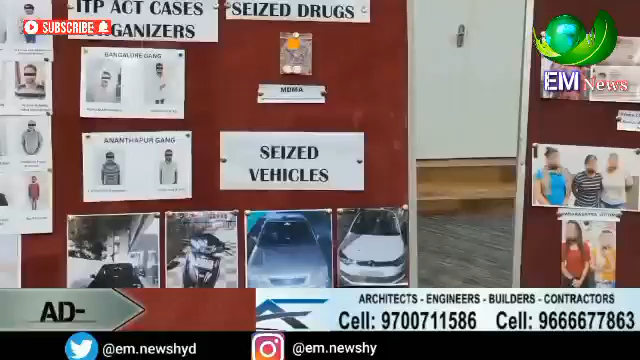 SUBSCRIBE
ITP ACT CASES
ORGANIZERS
SEIZED DRUGS
EM News
BANGALORE GANG
MDMA
ANANTHAPUR GANG
SEIZED
VEHICLES
AD-
ARCHITECTS - ENGINEERS - BUILDERS - CONTRACTORS
Cell: 9700711586 Cell: 9666677863
@em.newshyd
@em.newshy